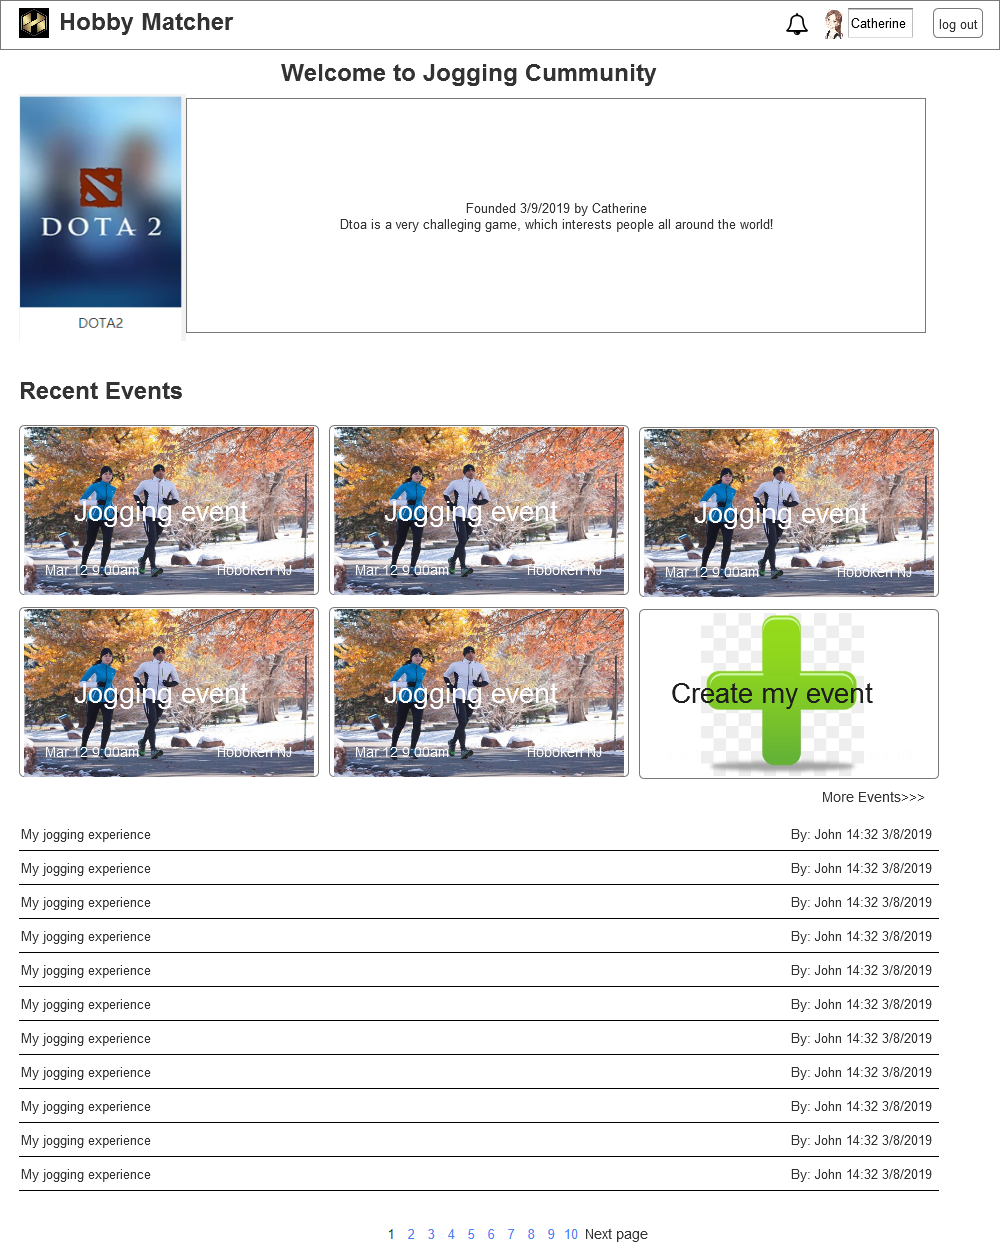 Hobby Matcher
Catherine
log out
Welcome to Jogging Cummunity
DOTA 2
DOTA2
Founded 3/9/2019 by Catherine
Dtoa is a very challeging game, which interests people all around the world!
Recent Events
Jogging event
Mar 12 9:00am Hoboken NJ
Jogging event
Mar 12 9:00am Hoboken NJ
Jogging event
Mar 12 9:00am Hoboken NJ
Jogging event
Mar 12 9:00am Hoboken NJ
Jogging event
Mar 12 9:00am Hoboken NJ
Create my event
More Events>>>
My jogging experience By: John 14:32 3/8/2019
My jogging experience By: John 14:32 3/8/2019
My jogging experience By: John 14:32 3/8/2019
My jogging experience By: John 14:32 3/8/2019
My jogging experience By: John 14:32 3/8/2019
My jogging experience By: John 14:32 3/8/2019
My jogging experience By: John 14:32 3/8/2019
My jogging experience By: John 14:32 3/8/2019
My jogging experience By: John 14:32 3/8/2019
My jogging experience By: John 14:32 3/8/2019
My jogging experience By: John 14:32 3/8/2019
1 2 3 4 5 6 7 8 9 10 Next page